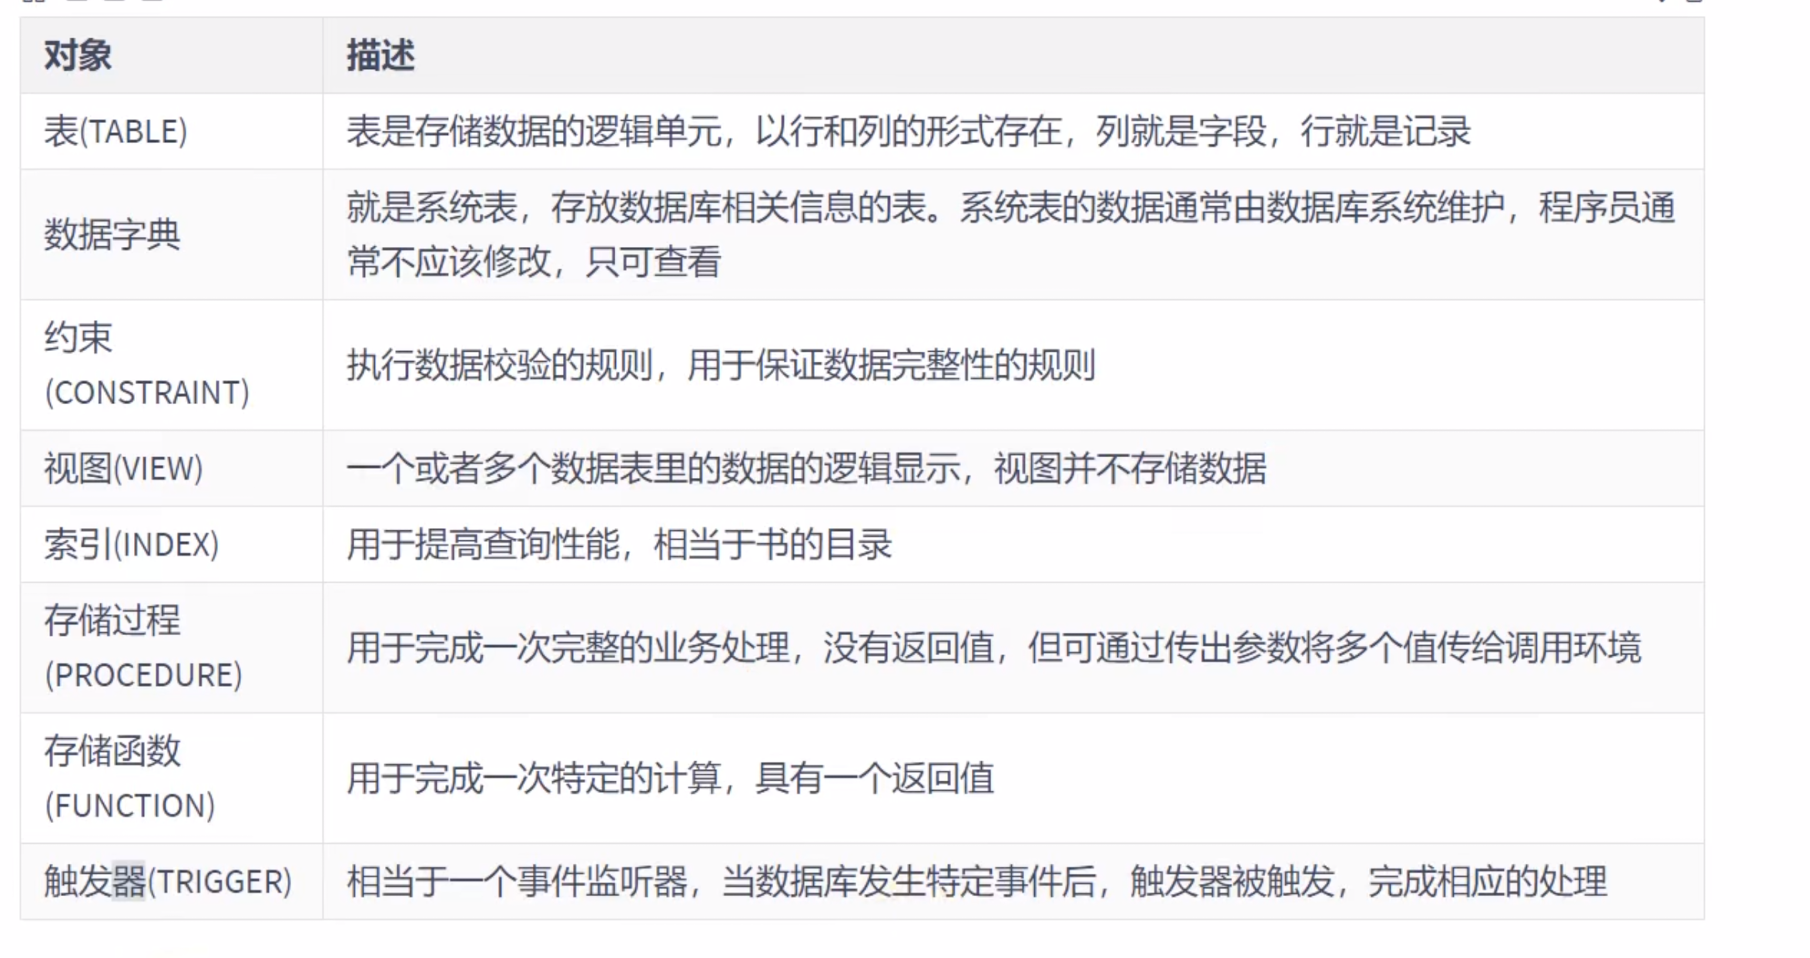 对象
描述
表(TABLE)
表是存储数据的逻辑单元，以行和列的形式存在，列就是字段，行就是记录
数据字典
就是系统表，存放数据库相关信息的表。系统表的数据通常由数据库系统维护，程序员通
常不应该修改，只可查看
约束
(CONSTRAINT)
执行数据校验的规则，用于保证数据完整性的规则
视图(VIEW)
一个或者多个数据表里的数据的逻辑显示，视图并不存储数据
索引(INDEX)
用于提高查询性能，相当于书的目录
存储过程
(PROCEDURE)
用于完成一次完整的业务处理，没有返回值，但可通过传出参数将多个值传给调用环境
存储函数
(FUNCTION)
用于完成一次特定的计算，具有一个返回值
触发器(TRIGGER)
相当于一个事件监听器，当数据库发生特定事件后，触发器被触发，完成相应的处理